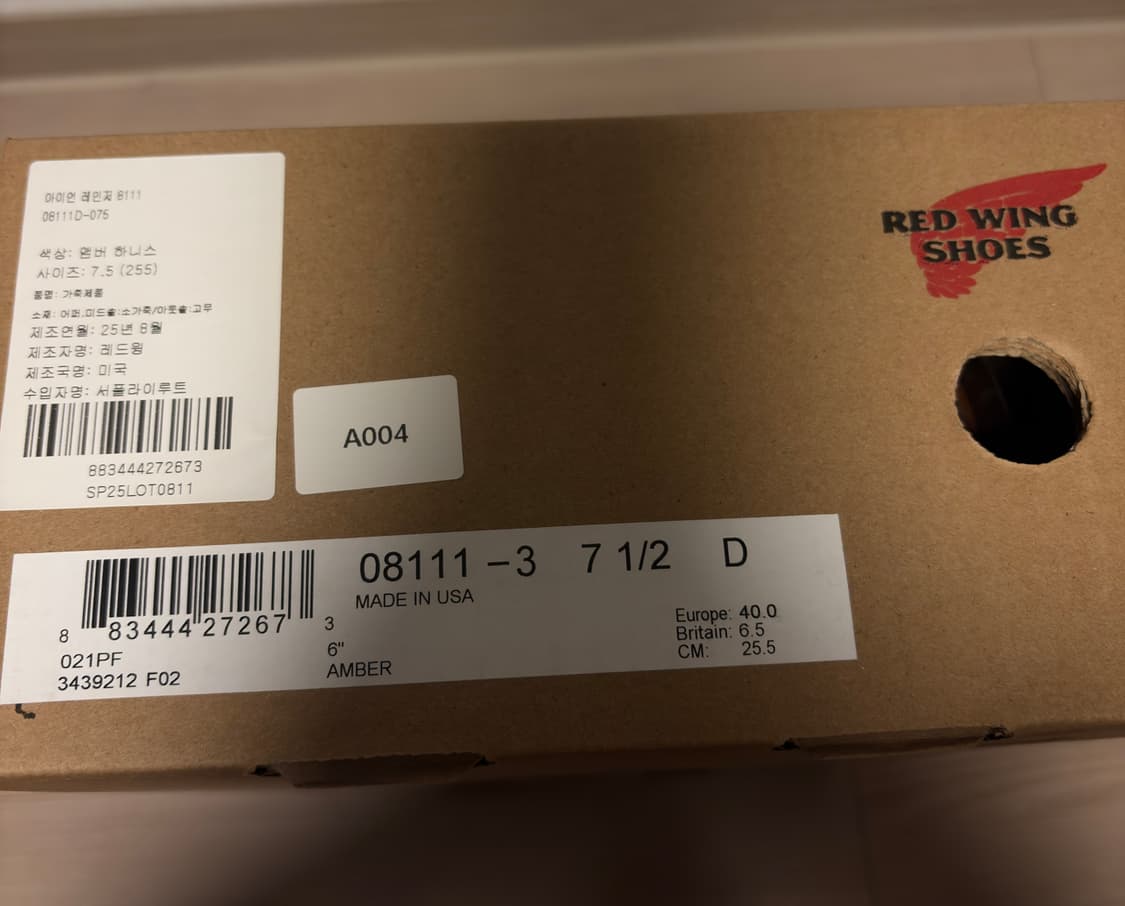 아이언 레인저 8111
08111D-075
색상: 앰버 하니스
사이즈: 7.5 (255)
품명: 가죽제품
소재: 어퍼,미드솔:소가죽/아웃솔:고무
제조연월: 25년 8월
제조자명: 레드윙
제조국명: 미국
수입자명: 서플라이루트
883444272673
SP25LOT0811
A004
RED WING
SHOES
08111 -3 7 1/2 D
MADE IN USA
8 83444 27267 3
021PF
3439212 F02
6"
AMBER
Europe: 40.0
Britain: 6.5
CM: 25.5